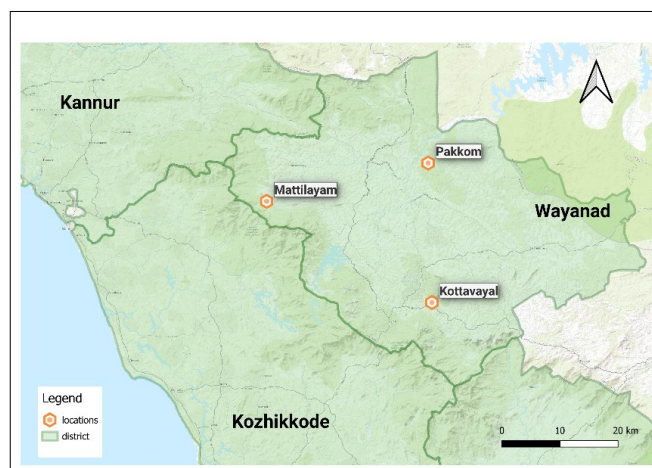 Kannur
Pakkom
Mattilayam
Wayanad
Kottavayal
Legend
locations
district
Kozhikkode
0 10 20 km